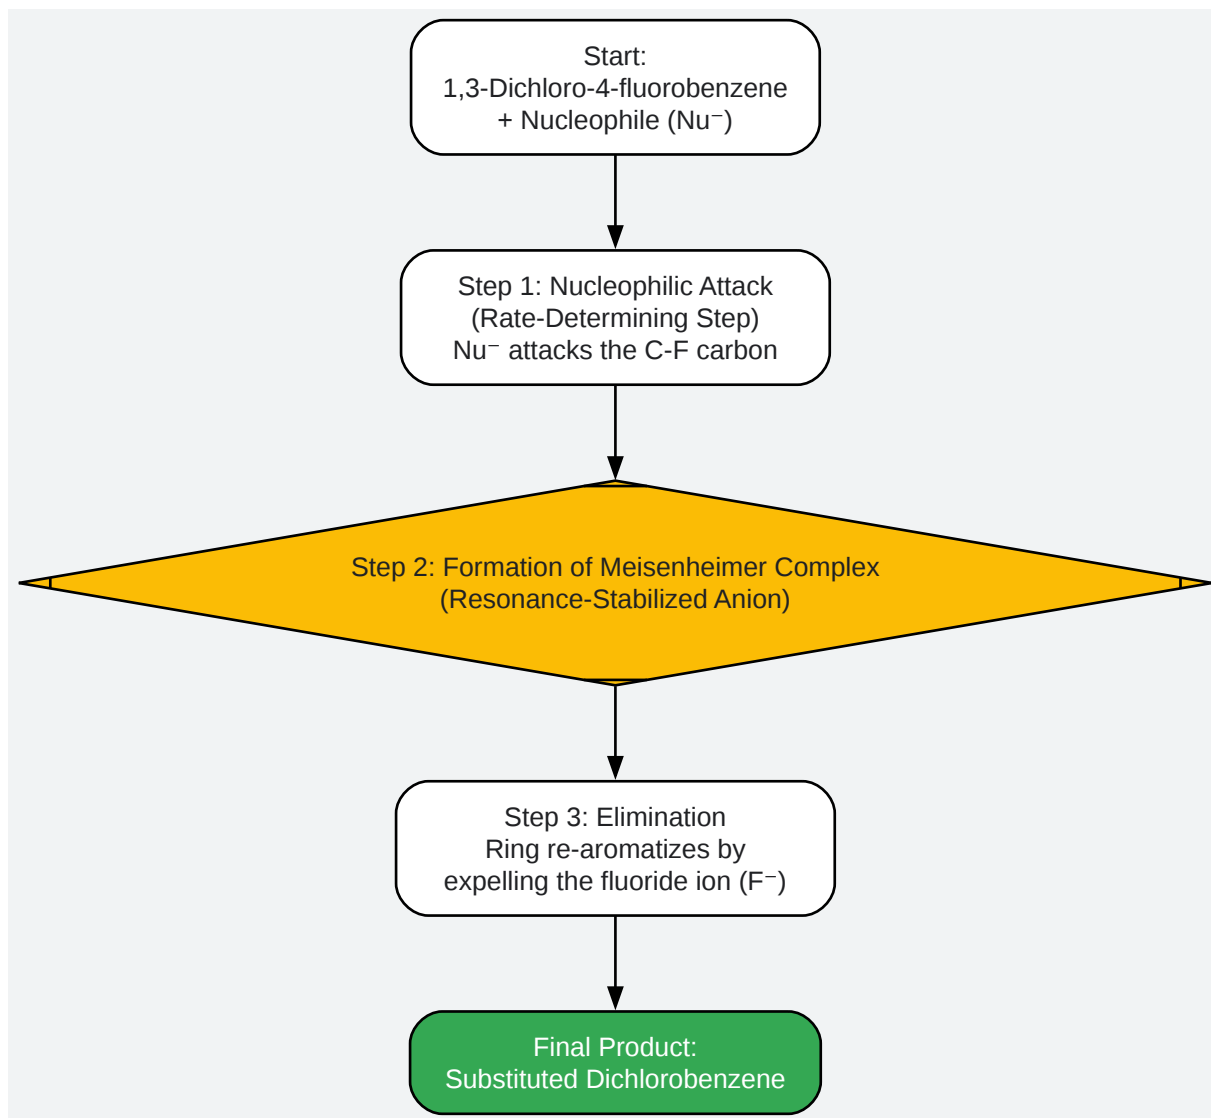 Start:
1,3-Dichloro-4-fluorobenzene
+ Nucleophile (Nu⁻)
Step 1: Nucleophilic Attack
(Rate-Determining Step)
Nu⁻ attacks the C-F carbon
Step 2: Formation of Meisenheimer Complex
(Resonance-Stabilized Anion)
Step 3: Elimination
Ring re-aromatizes by
expelling the fluoride ion (F⁻)
Final Product:
Substituted Dichlorobenzene